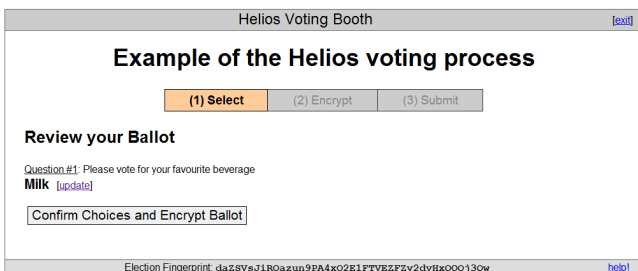 Helios Voting Booth [exit]
Example of the Helios voting process
(1) Select (2) Encrypt (3) Submit
Review your Ballot
Question #1: Please vote for your favourite beverage
Milk [update]
Confirm Choices and Encrypt Ballot
Election Fingerprint: help!